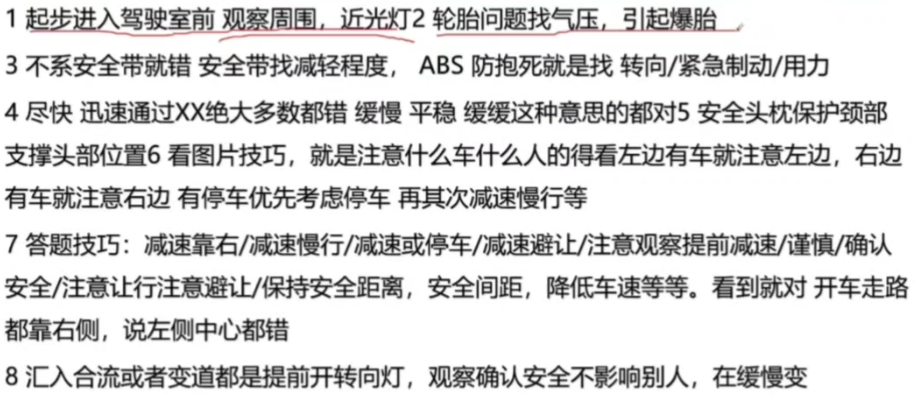 1 起步进入驾驶室前 观察周围，近光灯2 轮胎问题找气压，引起爆胎
3 不系安全带就错 安全带找减轻程度， ABS 防抱死就是找 转向/紧急制动/用力
4 尽快 迅速通过XX绝大多数都错 缓慢 平稳 缓缓这种意思的都对5 安全头枕保护颈部
支撑头部位置6 看图片技巧，就是注意什么车什么人的得看左边有车就注意左边，右边
有车就注意右边 有停车优先考虑停车 再其次减速慢行等
7 答题技巧：减速靠右/减速慢行/减速或停车/减速避让/注意观察提前减速/谨慎/确认
安全/注意让行注意避让/保持安全距离，安全间距，降低车速等等。看到就对 开车走路
都靠右侧，说左侧中心都错
8 汇入合流或者变道都是提前开转向灯，观察确认安全不影响别人，在缓慢变